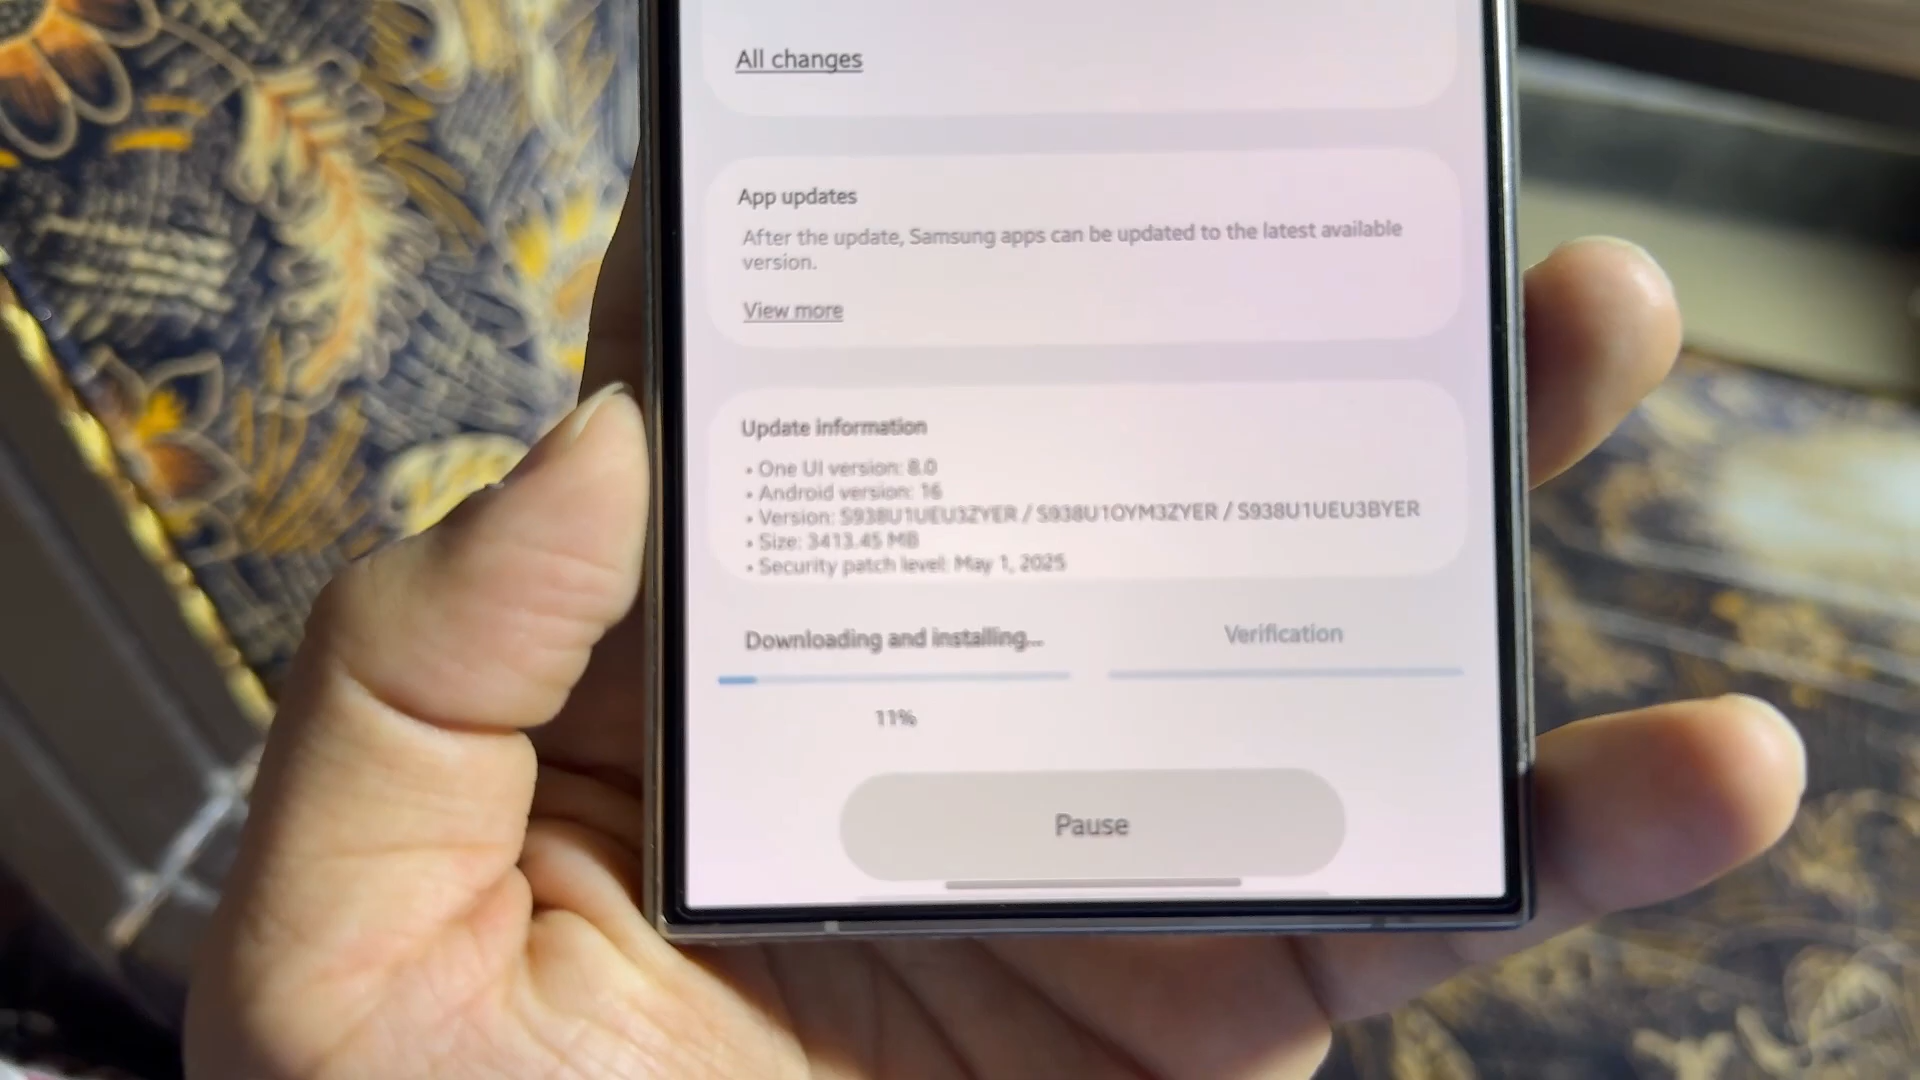 All changes
App updates
After the update, Samsung apps can be updated to the latest available
version.
View more
Update information
• One UI version: 8.0
• Android version: 16
• Version: S938U1UEU3ZYER / S938U1OYM3ZYER / S938U1UEU3BYER
• Size: 3413.45 MB
• Security patch level: May 1, 2025
Downloading and installing...
Verification
11%
Pause